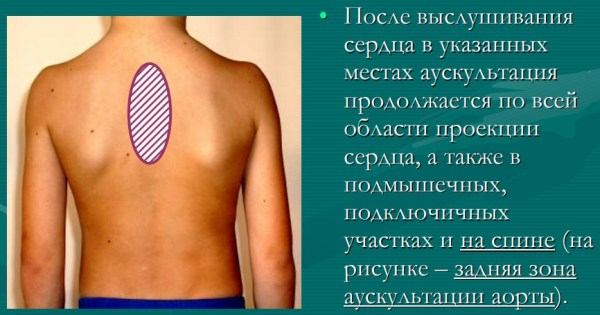 • После выслушивания
сердца в указанных
местах аускультация
продолжается по всей
области проекции
сердца, а также в
подмышечных,
подключичных
участках и на спине (на
рисунке – задняя зона
аускультации аорты).